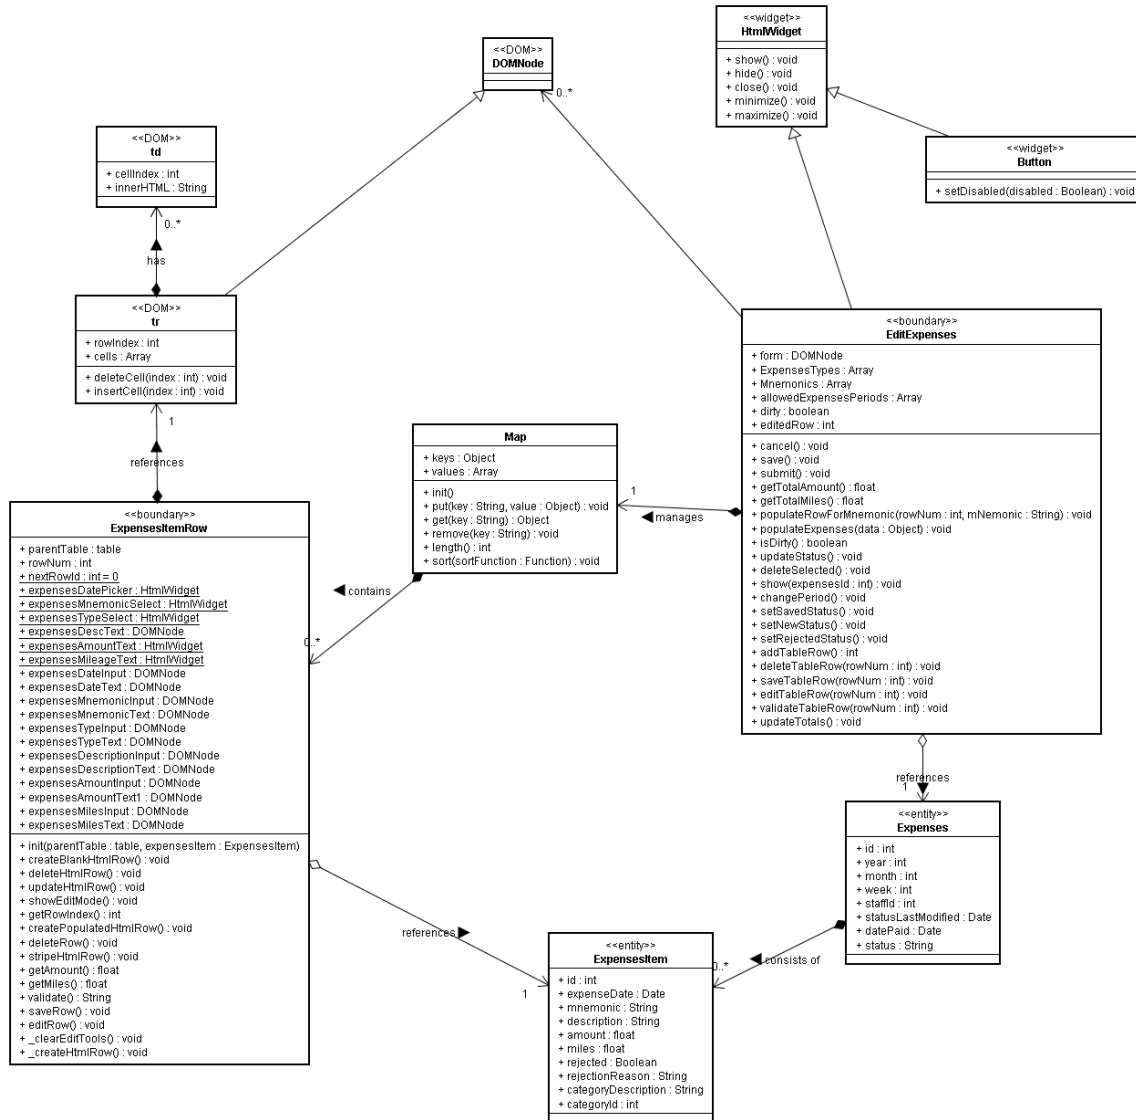 <<widget>>
HtmlWidget
+ show() : void
+ hide() : void
+ close() : void
+ minimize() : void
+ maximize() : void
<<DOM>>
DOMNode
0..*
<<widget>>
Button
+ setDisabled(disabled : Boolean) : void
<<DOM>>
td
+ cellIndex : int
+ innerHTML : String
0..*
has
<<DOM>>
tr
+ rowIndex : int
+ cells : Array
+ deleteCell(index : int) : void
+ insertCell(index : int) : void
1
references
<<boundary>>
EditExpenses
+ form : DOMNode
+ ExpensesTypes : Array
+ Mnemonics : Array
+ allowedExpensesPeriods : Array
+ dirty : boolean
+ editedRow : int
+ cancel() : void
+ save() : void
+ submit() : void
+ getTotalAmount() : float
+ getTotalMiles() : float
+ populateRowForMnemonic(rowNum : int, mNemonic : String) : void
+ populateExpenses(data : Object) : void
+ isDirty() : boolean
+ updateStatus() : void
+ deleteSelected() : void
+ show(expensesId : int) : void
+ changePeriod() : void
+ setSavedStatus() : void
+ setNewStatus() : void
+ setRejectedStatus() : void
+ addTableRow() : int
+ deleteTableRow(rowNum : int) : void
+ saveTableRow(rowNum : int) : void
+ editTableRow(rowNum : int) : void
+ validateTableRow(rowNum : int) : void
+ updateTotals() : void
Map
+ keys : Object
+ values : Array
+ init()
+ put(key : String, value : Object) : void
+ get(key : String) : Object
+ remove(key : String) : void
+ length() : int
+ sort(sortFunction : Function) : void
1
manages
contains
0..*
<<boundary>>
ExpensesItemRow
+ parentTable : table
+ rowNum : int
+ nextRowId : int = 0
+ expensesDatePicker : HtmlWidget
+ expensesMnemonicSelect : HtmlWidget
+ expensesTypeSelect : HtmlWidget
+ expensesDescText : DOMNode
+ expensesAmountText : HtmlWidget
+ expensesMileageText : HtmlWidget
+ expensesDateInput : DOMNode
+ expensesDateText : DOMNode
+ expensesMnemonicInput : DOMNode
+ expensesMnemonicText : DOMNode
+ expensesTypeInput : DOMNode
+ expensesTypeText : DOMNode
+ expensesDescriptionInput : DOMNode
+ expensesDescriptionText : DOMNode
+ expensesAmountInput : DOMNode
+ expensesAmountText1 : DOMNode
+ expensesMilesInput : DOMNode
+ expensesMilesText : DOMNode
+ init(parentTable : table, expensesItem : ExpensesItem)
+ createBlankHtmlRow() : void
+ deleteHtmlRow() : void
+ updateHtmlRow() : void
+ showEditMode() : void
+ getRowIndex() : int
+ createPopulatedHtmlRow() : void
+ deleteRow() : void
+ stripeHtmlRow() : void
+ getAmount() : float
+ getMiles() : float
+ validate() : String
+ saveRow() : void
+ editRow() : void
+ _clearEditTools() : void
+ _createHtmlRow() : void
references
1
references
1
<<entity>>
Expenses
+ id : int
+ year : int
+ month : int
+ week : int
+ staffId : int
+ statusLastModified : Date
+ datePaid : Date
+ status : String
consists of
0..*
<<entity>>
ExpensesItem
+ id : int
+ expenseDate : Date
+ mnemonic : String
+ description : String
+ amount : float
+ miles : float
+ rejected : Boolean
+ rejectionReason : String
+ categoryDescription : String
+ categoryId : int